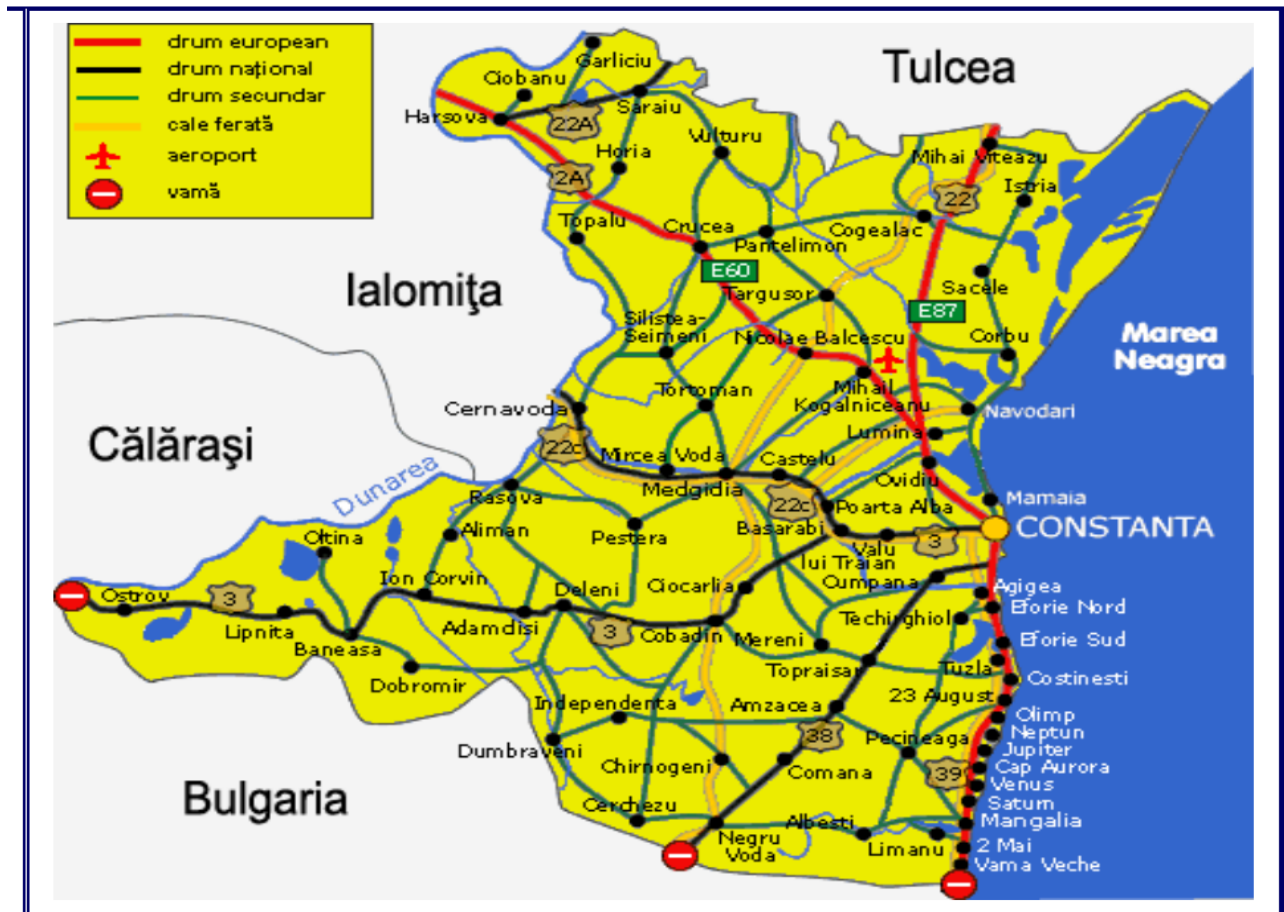 drum european
drum național
drum secundar
cale ferată
aeroport
vamă
Tulcea
Ialomiţa
Călăraşi
Bulgaria
Marea
Neagra
Dunarea
Garliciu
Ciobanu
Harsova
Saraiu
22A
Vulturu
Horia
2A
Mihai Viteazu
22
Istria
Topalu
Crucea
Pantelimon
Cogealac
E60
Targusor
Sacele
E87
Silistea-
Seimeni
Nicolae Balcescu
Corbu
Mihail
Kogalniceanu
Tortoman
Cernavoda
Navodari
Lumina
22c
Mircea Voda
Castelu
Medgidia
Ovidiu
Rasova
22c
Poarta Alba
Mamaia
Aliman
Pestera
Basarabi
CONSTANTA
Oltina
Valu
lui Traian
3
Ion Corvin
Deleni
Ciocarlia
Cumpana
Agigea
Ostrov
3
Eforie Nord
Lipnita
Adamclisi
3
Cobadin
Mereni
Techirghiol
Baneasa
Eforie Sud
Topraisar
Tuzla
Dobromir
Costinesti
Independenta
Amzacea
23 August
Olimp
38
Pecineaga
Neptun
Dumbraveni
Jupiter
Chirnogeni
Comana
39
Cap Aurora
Venus
Cerchezu
Saturn
Albesti
Mangalia
Negru
Voda
Limanu
2 Mai
Vama Veche